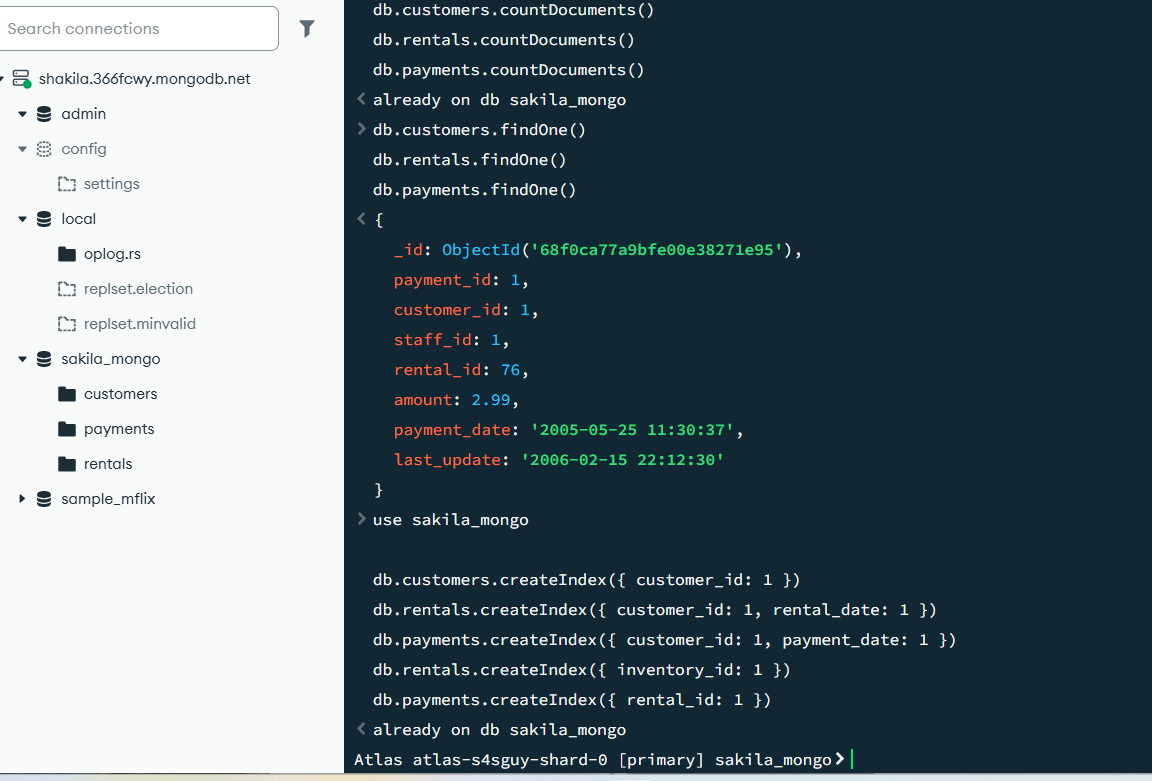 Search connections
shakila.366fcwy.mongodb.net
admin
config
settings
local
oplog.rs
replset.election
replset.minvalid
sakila_mongo
customers
payments
rentals
sample_mflix
db.customers.countDocuments()
db.rentals.countDocuments()
db.payments.countDocuments()
< already on db sakila_mongo
> db.customers.findOne()
db.rentals.findOne()
db.payments.findOne()
< {
_id: ObjectId('68f0ca77a9bfe00e38271e95'),
payment_id: 1,
customer_id: 1,
staff_id: 1,
rental_id: 76,
amount: 2.99,
payment_date: '2005-05-25 11:30:37',
last_update: '2006-02-15 22:12:30'
}
> use sakila_mongo
db.customers.createIndex({ customer_id: 1 })
db.rentals.createIndex({ customer_id: 1, rental_date: 1 })
db.payments.createIndex({ customer_id: 1, payment_date: 1 })
db.rentals.createIndex({ inventory_id: 1 })
db.payments.createIndex({ rental_id: 1 })
< already on db sakila_mongo
Atlas atlas-s4sguy-shard-0 [primary] sakila_mongo>